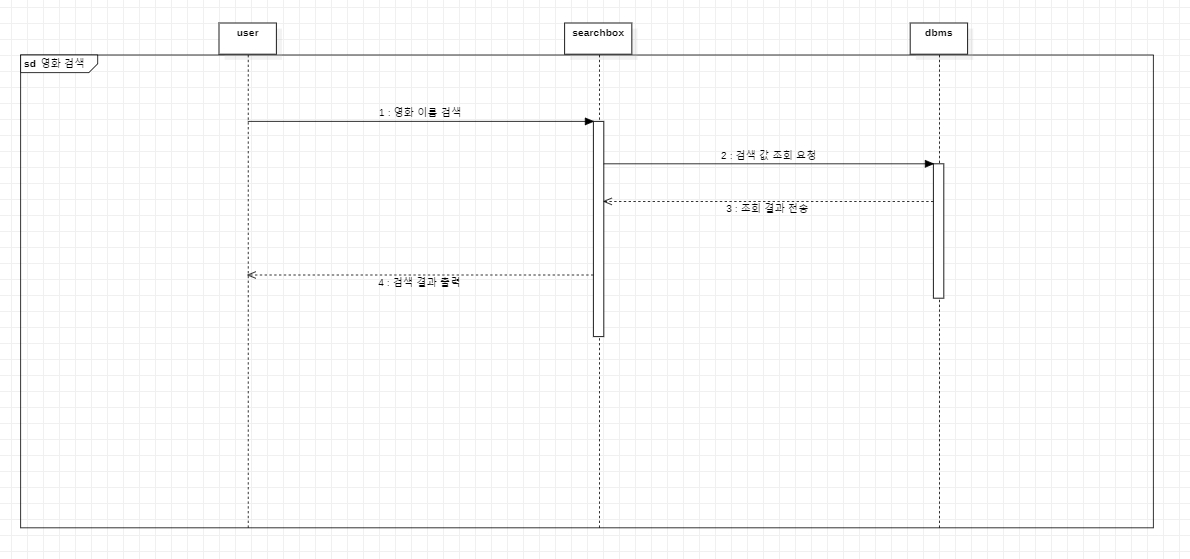 user
searchbox
dbms
sd 영화 검색
1 : 영화 이름 검색
2 : 검색 값 조회 요청
3 : 조회 결과 전송
4 : 검색 결과 출력